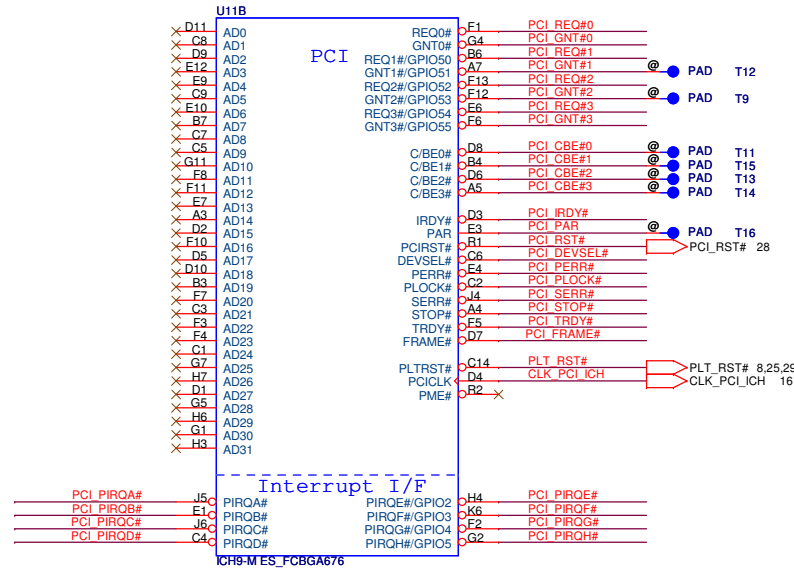 U11B
PCI
D11 AD0
C8 AD1
D9 AD2
E12 AD3
E9 AD4
C9 AD5
E10 AD6
B7 AD7
C7 AD8
C5 AD9
G11 AD10
F8 AD11
F11 AD12
E7 AD13
A3 AD14
D2 AD15
F10 AD16
D5 AD17
D10 AD18
B3 AD19
F7 AD20
C3 AD21
F3 AD22
F4 AD23
C1 AD24
G7 AD25
H7 AD26
D1 AD27
G5 AD28
H6 AD29
G1 AD30
H3 AD31
REQ0# F1 PCI_REQ#0
GNT0# G4 PCI_GNT#0
REQ1#/GPIO50 B6 PCI_REQ#1
GNT1#/GPIO51 A7 PCI_GNT#1 @ PAD T12
REQ2#/GPIO52 F13 PCI_REQ#2
GNT2#/GPIO53 F12 PCI_GNT#2 @ PAD T9
REQ3#/GPIO54 E6 PCI_REQ#3
GNT3#/GPIO55 F6 PCI_GNT#3
C/BE0# D8 PCI_CBE#0 @ PAD T11
C/BE1# B4 PCI_CBE#1 @ PAD T15
C/BE2# D6 PCI_CBE#2 @ PAD T13
C/BE3# A5 PCI_CBE#3 @ PAD T14
IRDY# D3 PCI_IRDY#
PAR E3 PCI_PAR @ PAD T16
PCIRST# R1 PCI_RST# PCI_RST# 28
DEVSEL# C6 PCI_DEVSEL#
PERR# E4 PCI_PERR#
PLOCK# C2 PCI_PLOCK#
SERR# J4 PCI_SERR#
STOP# A4 PCI_STOP#
TRDY# F5 PCI_TRDY#
FRAME# D7 PCI_FRAME#
PLTRST# C14 PLT_RST# PLT_RST# 8,25,29
PCICLK D4 CLK_PCI_ICH CLK_PCI_ICH 16
PME# R2
Interrupt I/F
PCI_PIRQA# J5 PIRQA#
PCI_PIRQB# E1 PIRQB#
PCI_PIRQC# J6 PIRQC#
PCI_PIRQD# C4 PIRQD#
PIRQE#/GPIO2 H4 PCI_PIRQE#
PIRQF#/GPIO3 K6 PCI_PIRQF#
PIRQG#/GPIO4 F2 PCI_PIRQG#
PIRQH#/GPIO5 G2 PCI_PIRQH#
ICH9-M ES_FCBGA676